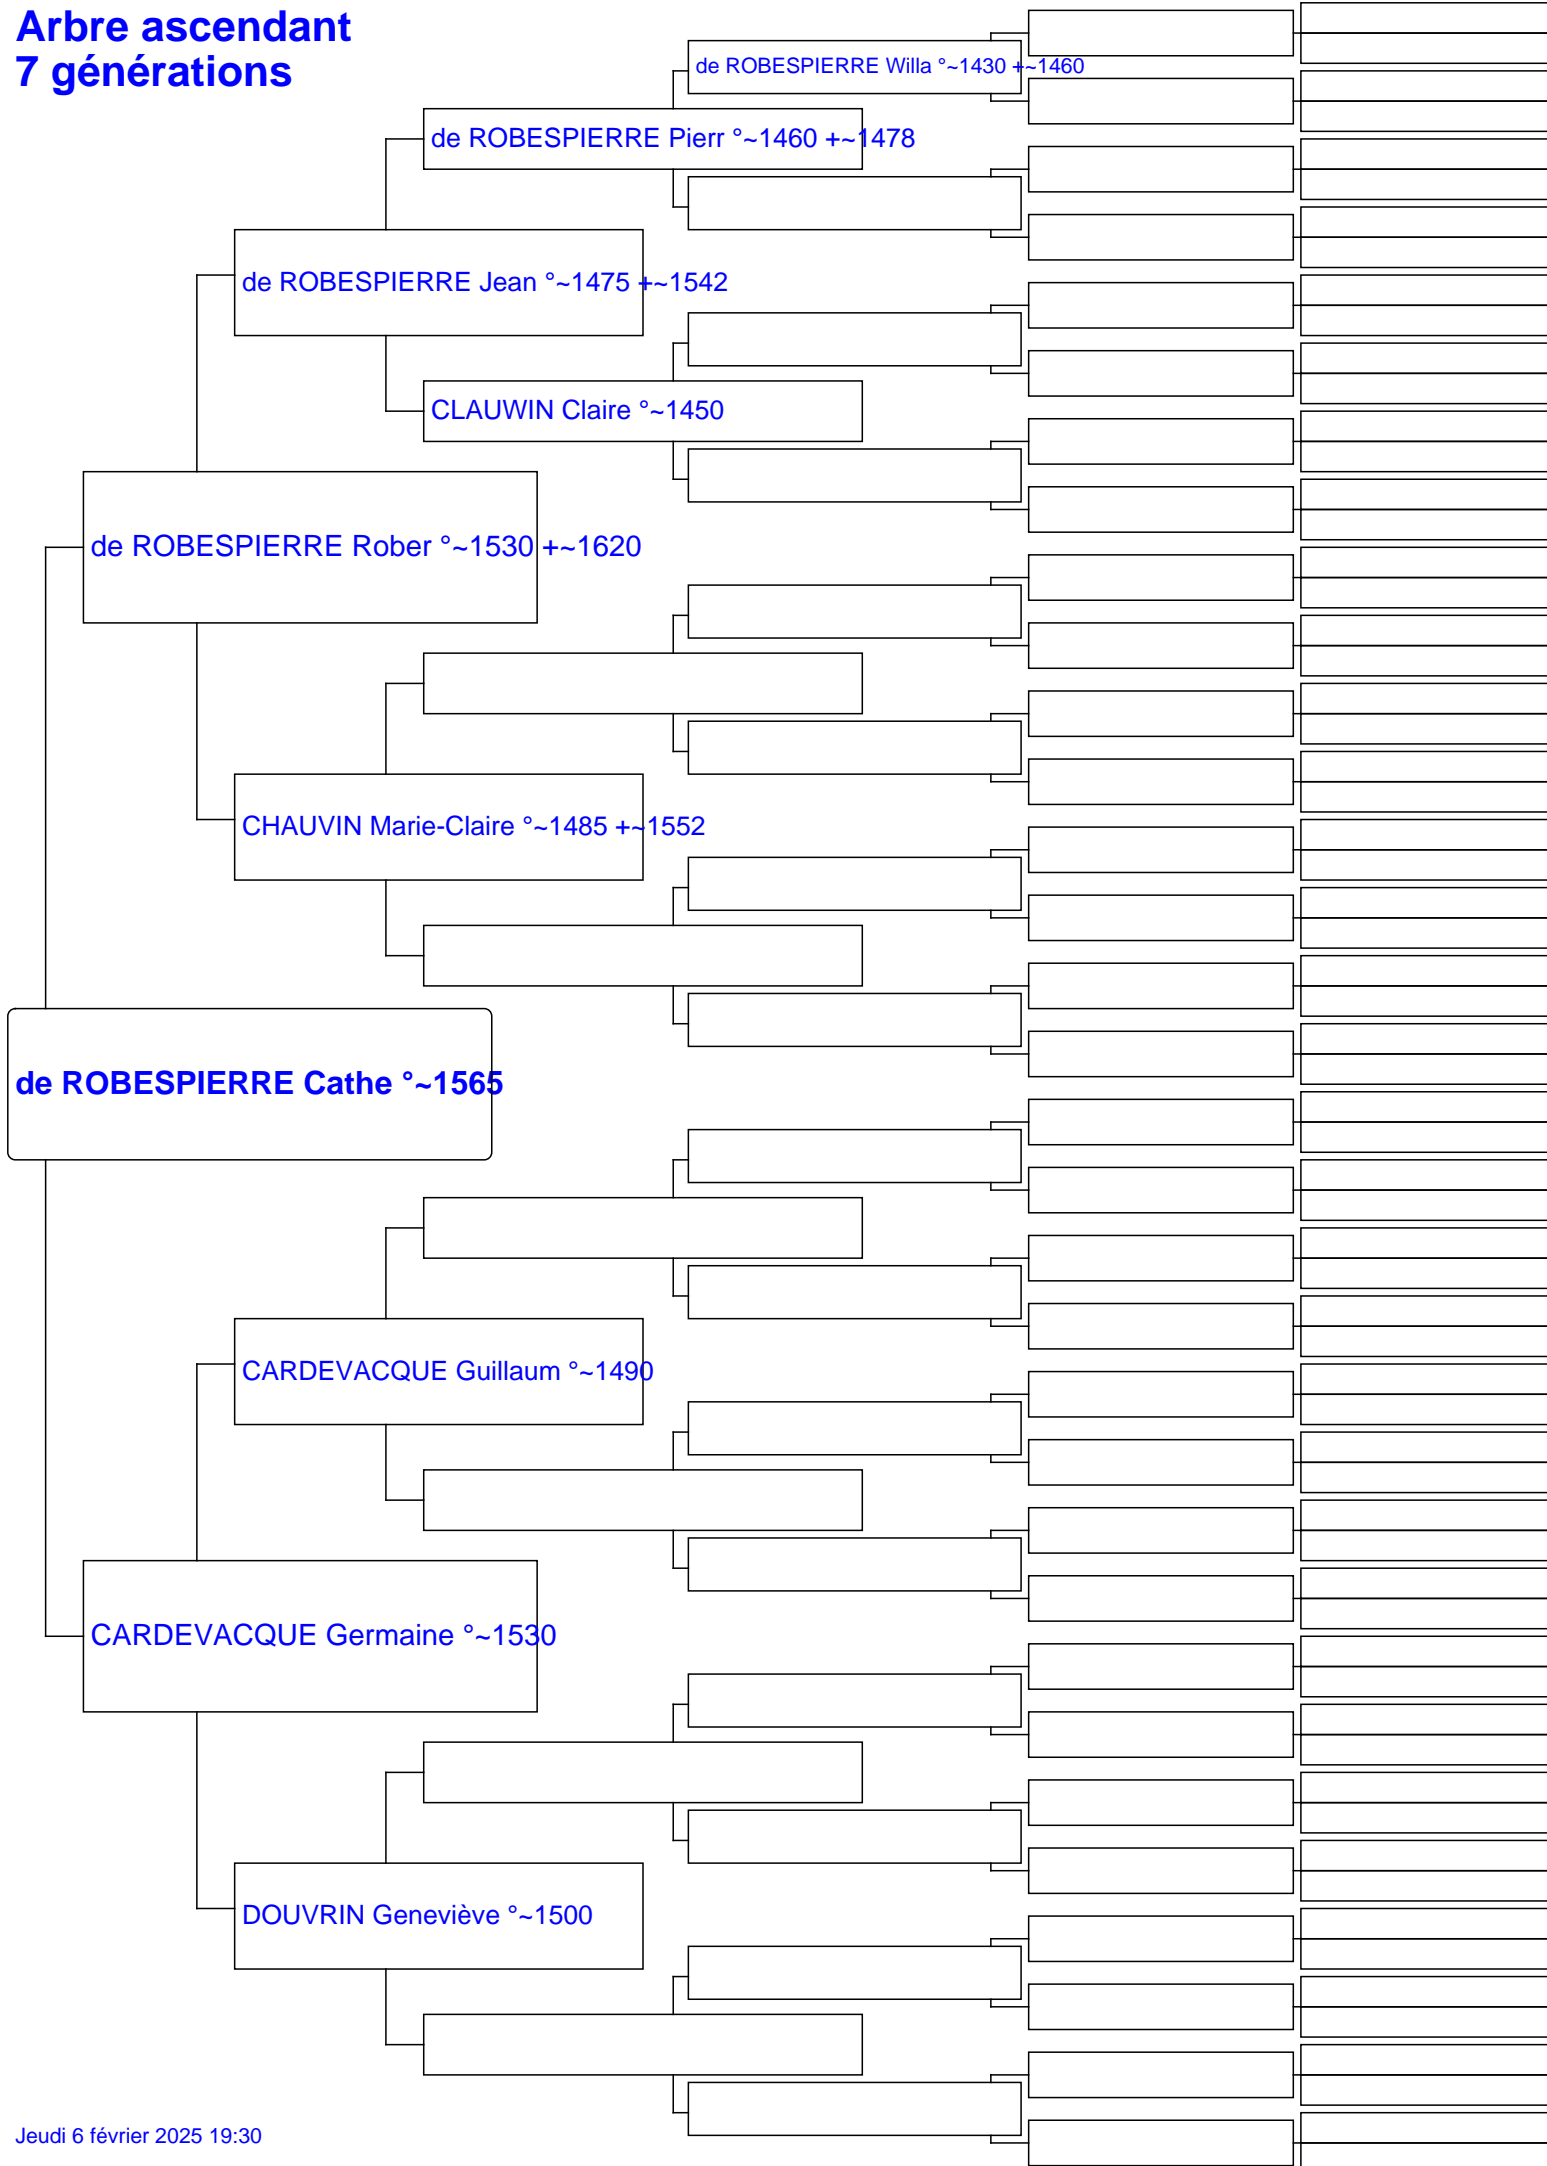 Arbre ascendant
7 générations
de ROBESPIERRE Willa °~1430 +~1460
de ROBESPIERRE Pierr °~1460 +~1478
de ROBESPIERRE Jean °~1475 +~1542
CLAUWIN Claire °~1450
de ROBESPIERRE Rober °~1530 +~1620
CHAUVIN Marie-Claire °~1485 +~1552
de ROBESPIERRE Cathe °~1565
CARDEVACQUE Guillaum °~1490
CARDEVACQUE Germaine °~1530
DOUVRIN Geneviève °~1500
Jeudi 6 février 2025 19:30